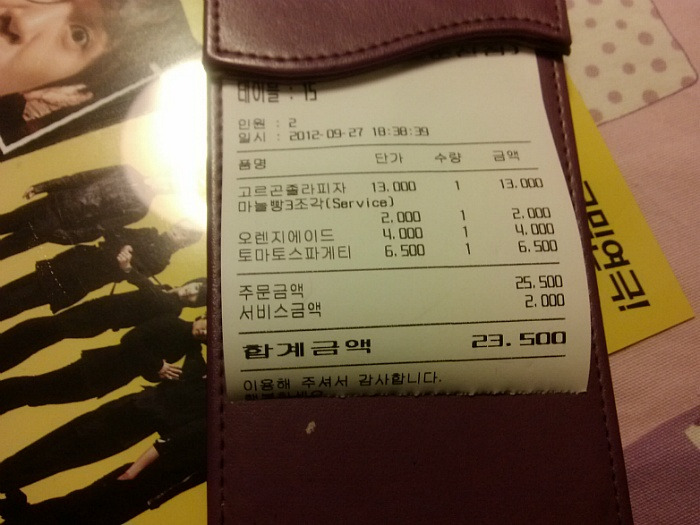 테이블 : 15
인원 : 2
일시 : 2012-09-27 18:38:39
품명 단가 수량 금액
고르곤졸라피자 13.000 1 13.000
마늘빵3조각(Service)
2.000 1 2.000
오렌지에이드 4.000 1 4.000
토마토스파게티 6.500 1 6.500
주문금액 25.500
서비스금액 2.000
합계금액 23.500
이용해 주셔서 감사합니다.
국민연극!